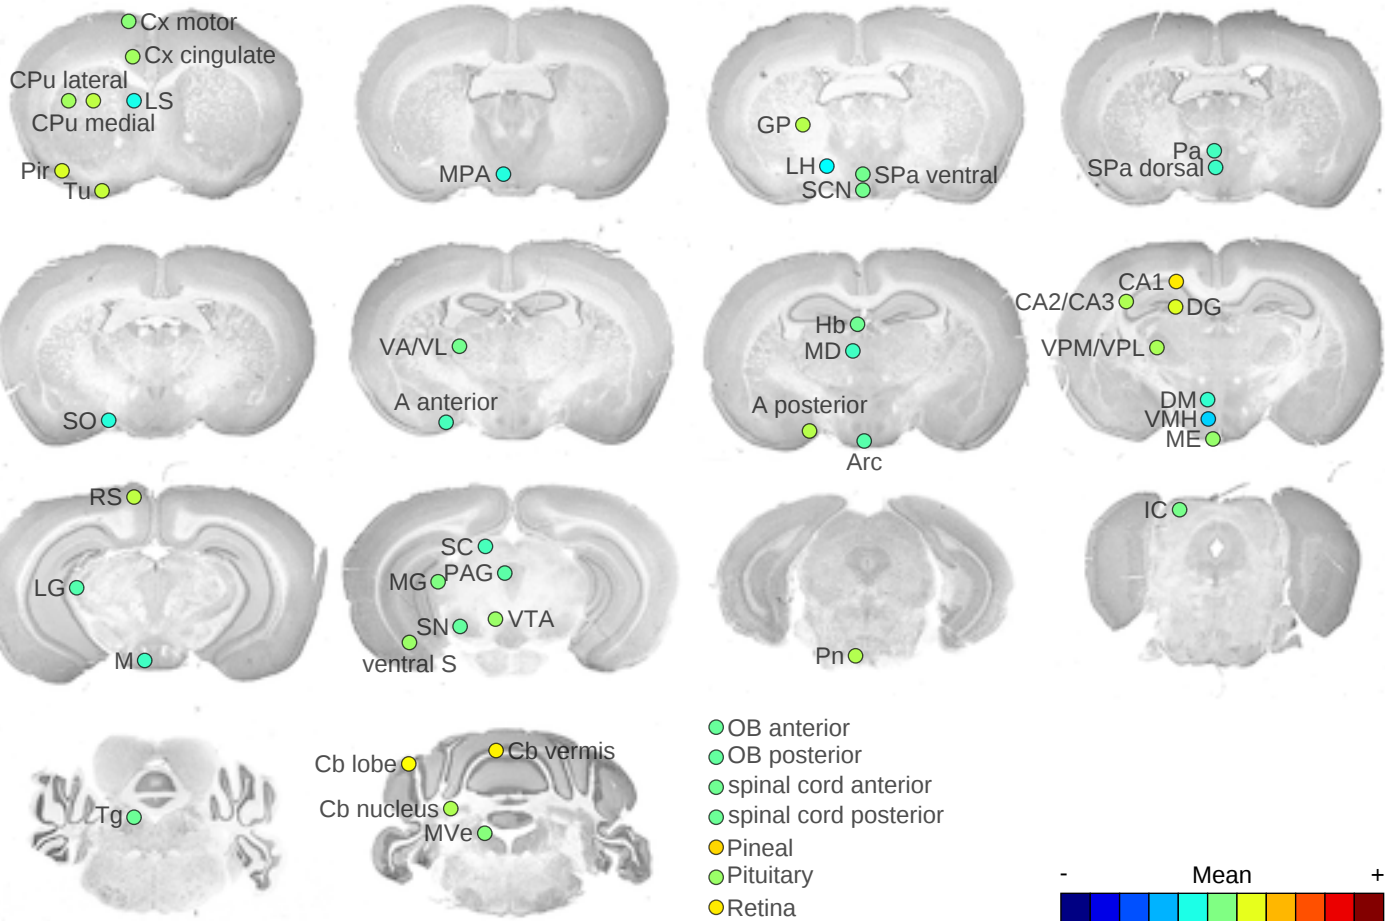 Cx motor
Cx cingulate
CPu lateral
LS
CPu medial
Pir
Tu
MPA
GP
LH
SPa ventral
SCN
Pa
SPa dorsal
SO
VA/VL
A anterior
Hb
MD
A posterior
Arc
CA1
CA2/CA3
DG
VPM/VPL
DM
VMH
ME
RS
LG
M
SC
PAG
MG
VTA
SN
ventral S
Pn
IC
Tg
Cb lobe
Cb vermis
Cb nucleus
MVe
OB anterior
OB posterior
spinal cord anterior
spinal cord posterior
Pineal
Pituitary
Retina
- Mean +